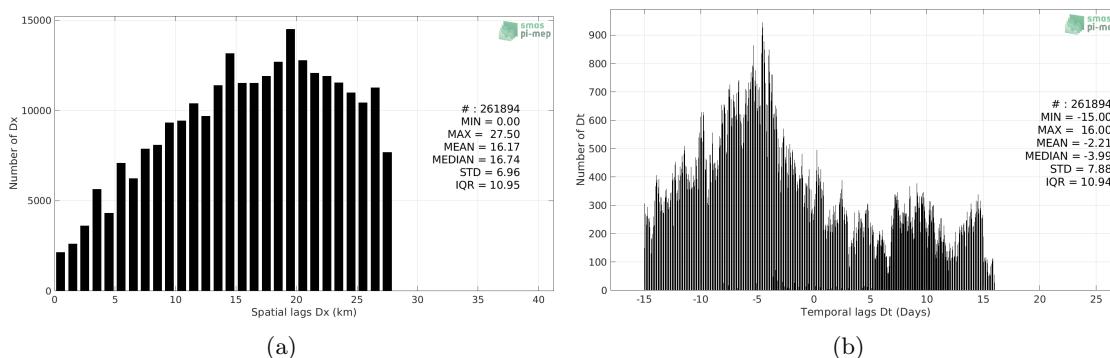 15000
10000
5000
0
Number of Dx
0 5 10 15 20 25 30 35 40
Spatial lags Dx (km)
smos
pi-mep
# : 261894
MIN = 0.00
MAX = 27.50
MEAN = 16.17
MEDIAN = 16.74
STD = 6.96
IQR = 10.95
(a)
900
800
700
600
500
400
300
200
100
0
Number of Dt
-15 -10 -5 0 5 10 15 20 25
Temporal lags Dt (Days)
smos
pi-mep
# : 261894
MIN = -15.00
MAX = 16.00
MEAN = -2.21
MEDIAN = -3.99
STD = 7.88
IQR = 10.94
(b)